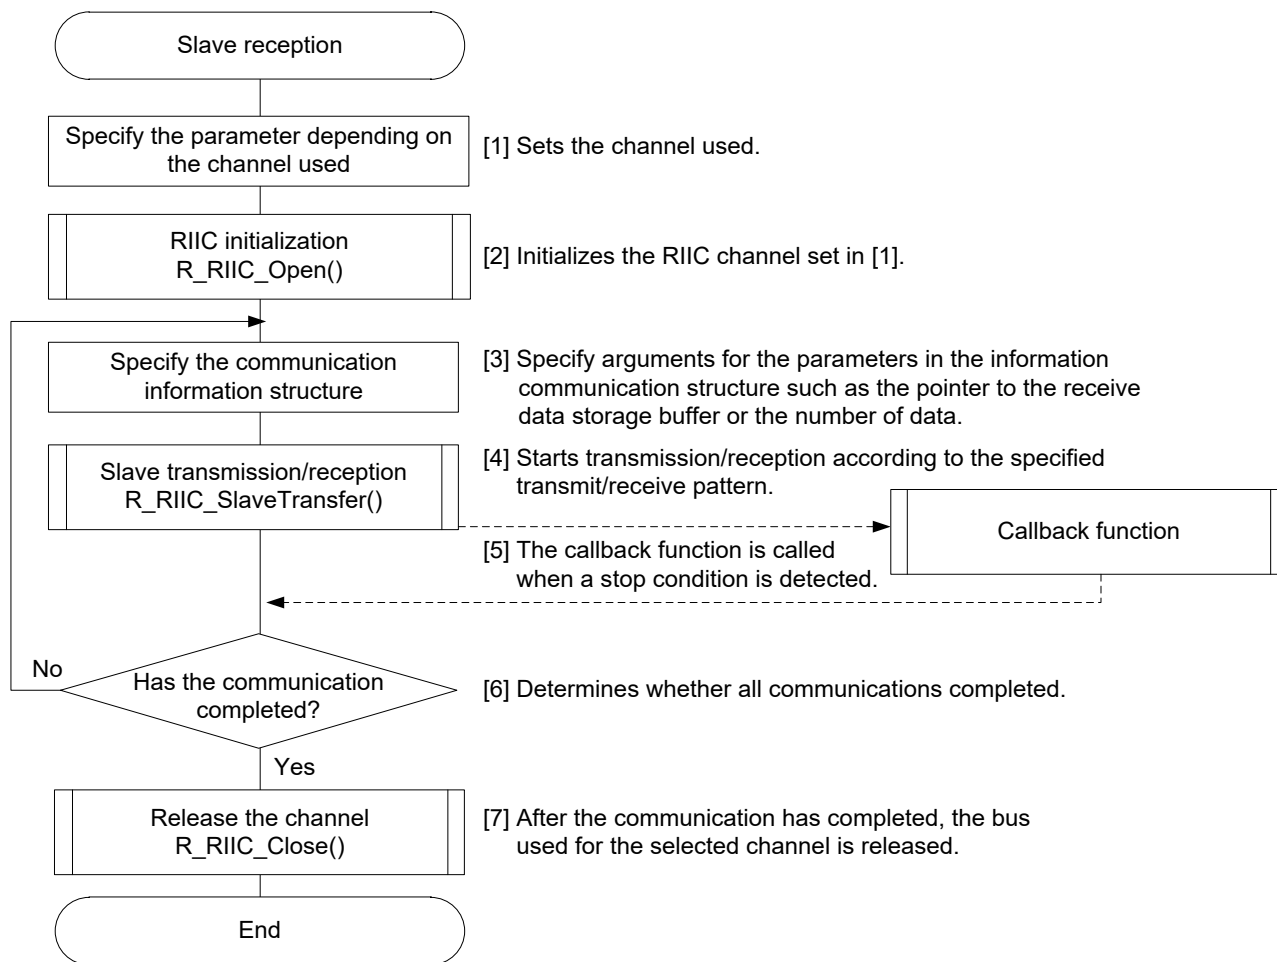 Slave reception
Specify the parameter depending on
the channel used
[1] Sets the channel used.
RIIC initialization
R_RIIC_Open()
[2] Initializes the RIIC channel set in [1].
Specify the communication
information structure
[3] Specify arguments for the parameters in the information
communication structure such as the pointer to the receive
data storage buffer or the number of data.
Slave transmission/reception
R_RIIC_SlaveTransfer()
[4] Starts transmission/reception according to the specified
transmit/receive pattern.
Callback function
[5] The callback function is called
when a stop condition is detected.
No
Has the communication
completed?
[6] Determines whether all communications completed.
Yes
Release the channel
R_RIIC_Close()
[7] After the communication has completed, the bus
used for the selected channel is released.
End